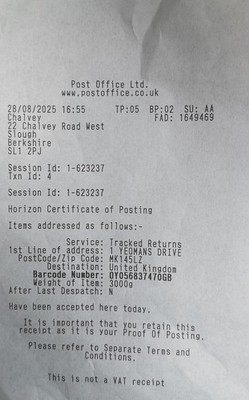 Post Office Ltd.
www.postoffice.co.uk
28/08/2025 16:55 TP:05 BP:02 SU: AA
Chalvey FAD: 1649469
22 Chalvey Road West
Slough
Berkshire
SL1 2PJ
Session Id: 1-623237
Txn Id: 4
Session Id: 1-623237
Horizon Certificate of Posting
Items addressed as follows:-
Service: Tracked Returns
1st Line of address: 1 YEOMANS DRIVE
PostCode/Zip Code: MK145LZ
Destination: United Kingdom
Barcode Number: OY056837470GB
Weight of Item: 3000g
After Last Despatch: N
Have been accepted here today.
It is important that you retain this
receipt as it is your Proof Of Posting.
Please refer to Separate Terms and
Conditions.
This is not a VAT receipt